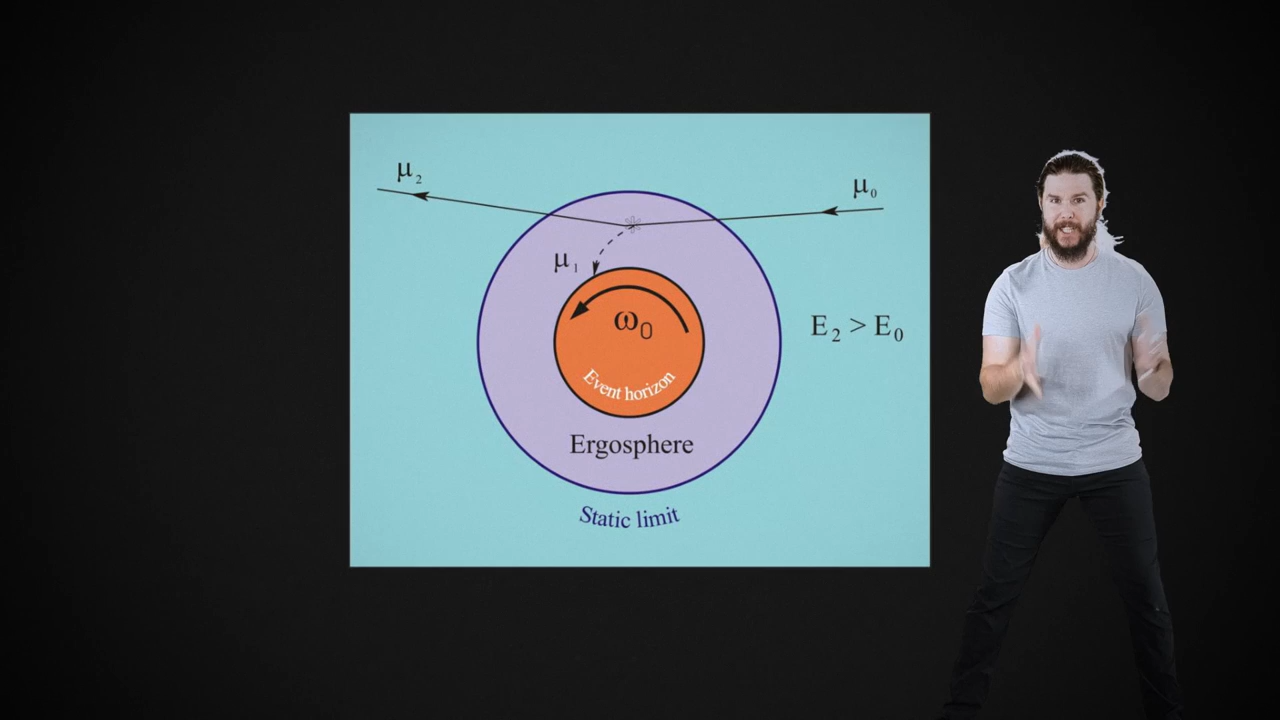 μ₂
μ₀
μ₁
ω₀
E₂ > E₀
Event horizon
Ergosphere
Static limit